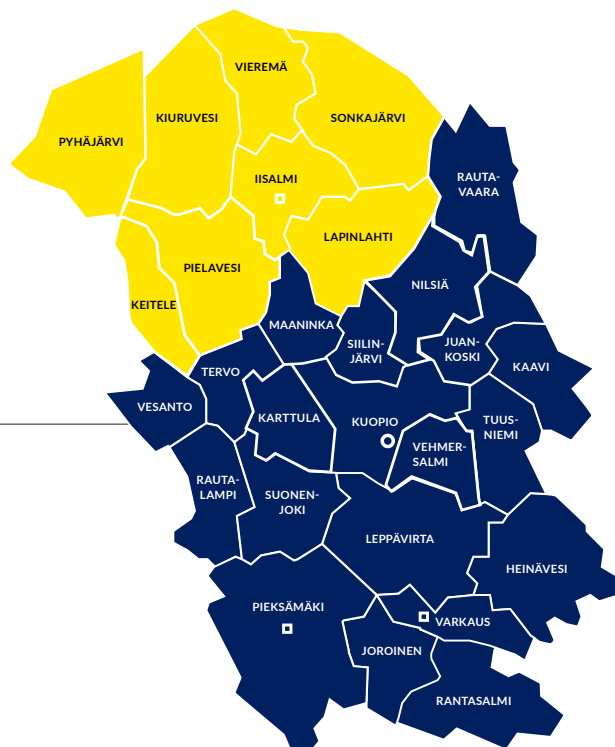 VIEREMÄ
KIURUVESI
SONKAJÄRVI
PYHÄJÄRVI
IISALMI
RAUTA-
VAARA
LAPINLAHTI
PIELAVESI
NILSIÄ
KEITELE
MAANINKA
SIILIN-
JÄRVI
JUAN-
KOSKI
KAAVI
TERVO
VESANTO
KARTTULA
KUOPIO
TUUS-
NIEMI
VEHMER-
SALMI
RAUTA-
LAMPI
SUONEN-
JOKI
LEPPÄVIRTA
HEINÄVESI
PIEKSÄMÄKI
VARKAUS
JOROINEN
RANTASALMI